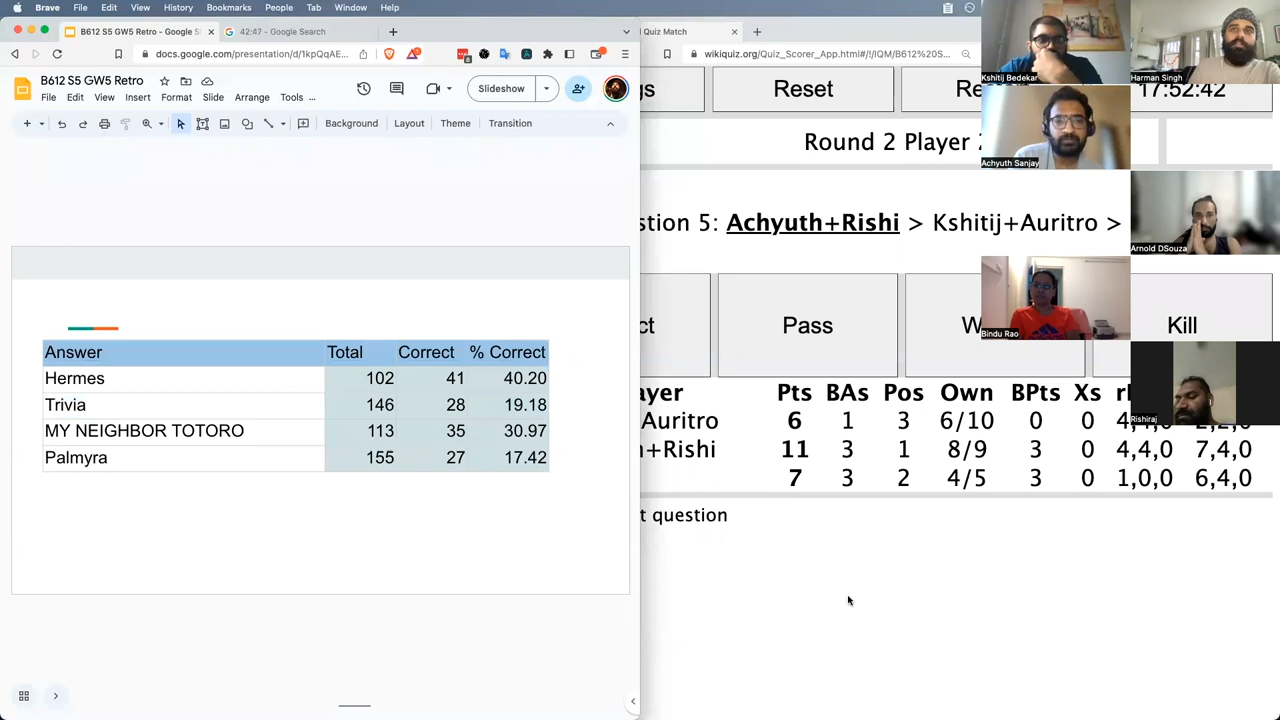 Brave File Edit View History Bookmarks People Tab Window Help
B612 S5 GW5 Retro - Google S
42:47 - Google Search
Quiz Match
docs.google.com/presentation/d/1kpQqAE...
wikiquiz.org/Quiz_Scorer_App.html#/!/IQM/B612%20S...
B612 S5 GW5 Retro
File Edit View Insert Format Slide Arrange Tools ...
Slideshow
Background Layout Theme Transition
Answer Total Correct % Correct
Hermes 102 41 40.20
Trivia 146 28 19.18
MY NEIGHBOR TOTORO 113 35 30.97
Palmyra 155 27 17.42
gs Reset Re 17:52:42
Round 2 Player 2
stion 5: Achyuth+Rishi > Kshitij+Auritro >
ct Pass W Kill
ayer Pts BAs Pos Own BPts Xs
Auritro 6 1 3 6/10 0 0
+Rishi 11 3 1 8/9 3 0 4,4,0 7,4,0
7 3 2 4/5 3 0 1,0,0 6,4,0
t question
Kshitij Bedekar
Harman Singh
Achyuth Sanjay
Arnold DSouza
Bindu Rao
Rishiraj